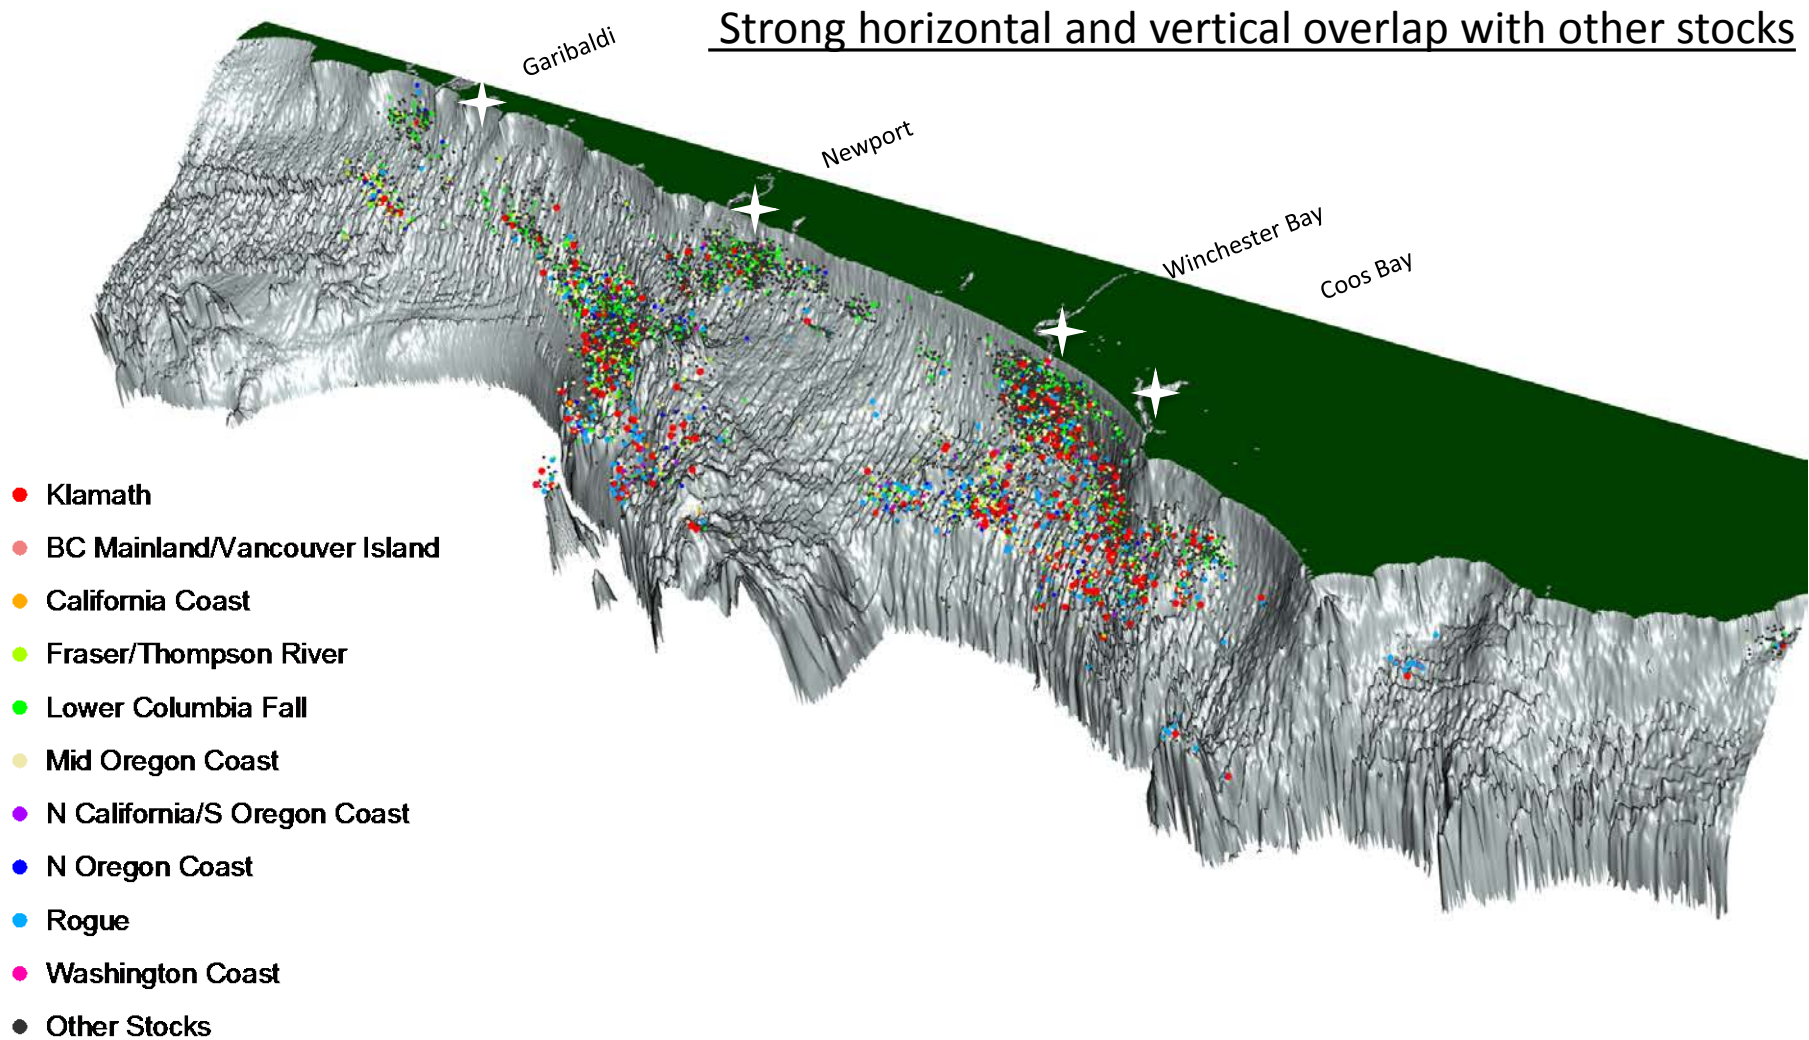 Strong horizontal and vertical overlap with other stocks
Garibaldi
Newport
Winchester Bay
Coos Bay
Klamath
BC Mainland/Vancouver Island
California Coast
Fraser/Thompson River
Lower Columbia Fall
Mid Oregon Coast
N California/S Oregon Coast
N Oregon Coast
Rogue
Washington Coast
Other Stocks